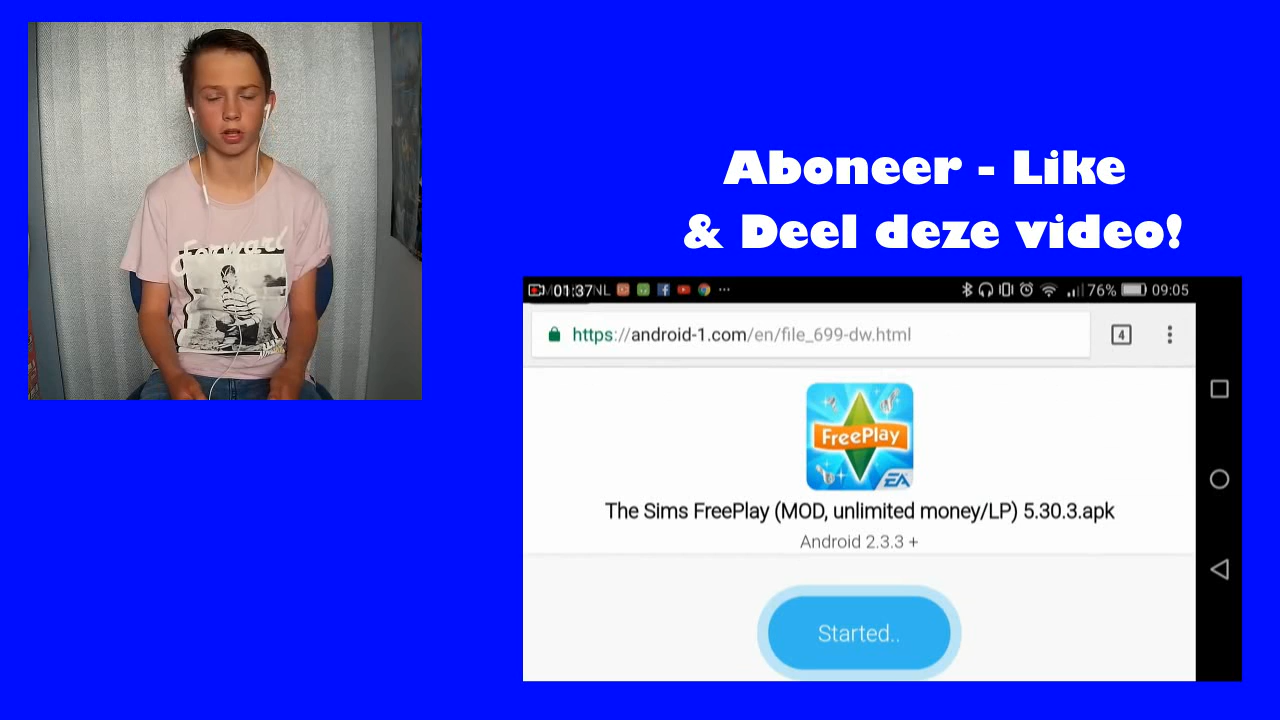 Forward
Aboneer - Like
& Deel deze video!
01:37 NL ... 76% 09:05
https://android-1.com/en/file_699-dw.html
4
FreePlay
EA
The Sims FreePlay (MOD, unlimited money/LP) 5.30.3.apk
Android 2.3.3 +
Started..